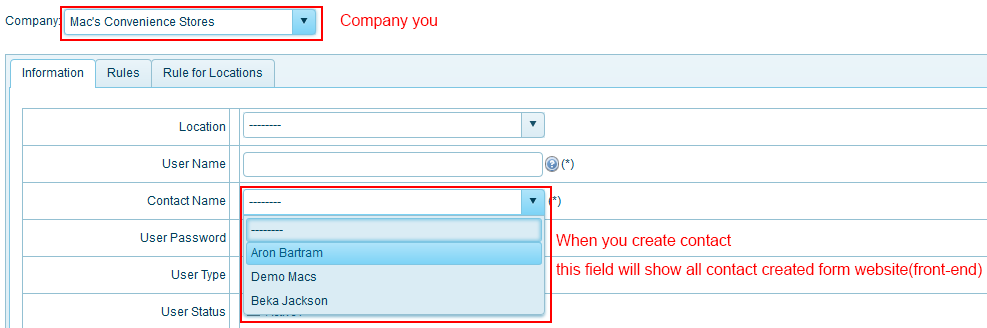 Company: Mac's Convenience Stores Company you
Information Rules Rule for Locations
Location --------
User Name (*)
Contact Name -------- (*)
--------
User Password When you create contact
Aron Bartram
this field will show all contact created form website(front-end)
User Type Demo Macs
Beka Jackson
User Status